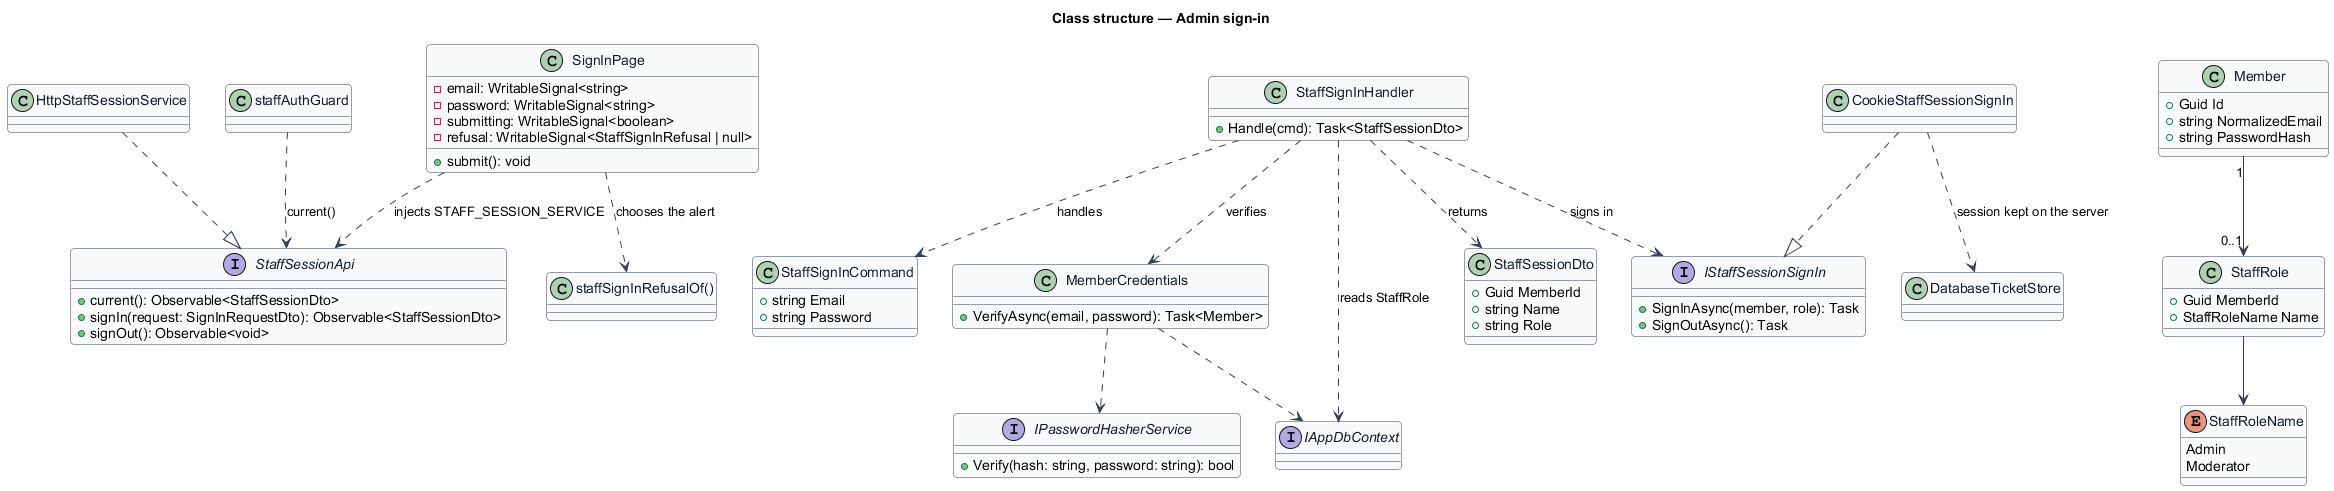 Class structure — Admin sign-in
C HttpStaffSessionService
C staffAuthGuard
C SignInPage
email: WritableSignal<string>
password: WritableSignal<string>
submitting: WritableSignal<boolean>
refusal: WritableSignal<StaffSignInRefusal | null>
submit(): void
C StaffSignInHandler
Handle(cmd): Task<StaffSessionDto>
C CookieStaffSessionSignIn
C Member
Guid Id
string NormalizedEmail
string PasswordHash
current()
injects STAFF_SESSION_SERVICE
chooses the alert
handles
verifies
reads StaffRole
returns
signs in
session kept on the server
1
0..1
I StaffSessionApi
current(): Observable<StaffSessionDto>
signIn(request: SignInRequestDto): Observable<StaffSessionDto>
signOut(): Observable<void>
C staffSignInRefusalOf()
C StaffSignInCommand
string Email
string Password
C MemberCredentials
VerifyAsync(email, password): Task<Member>
C StaffSessionDto
Guid MemberId
string Name
string Role
I IStaffSessionSignIn
SignInAsync(member, role): Task
SignOutAsync(): Task
C DatabaseTicketStore
C StaffRole
Guid MemberId
StaffRoleName Name
I IPasswordHasherService
Verify(hash: string, password: string): bool
I IAppDbContext
E StaffRoleName
Admin
Moderator